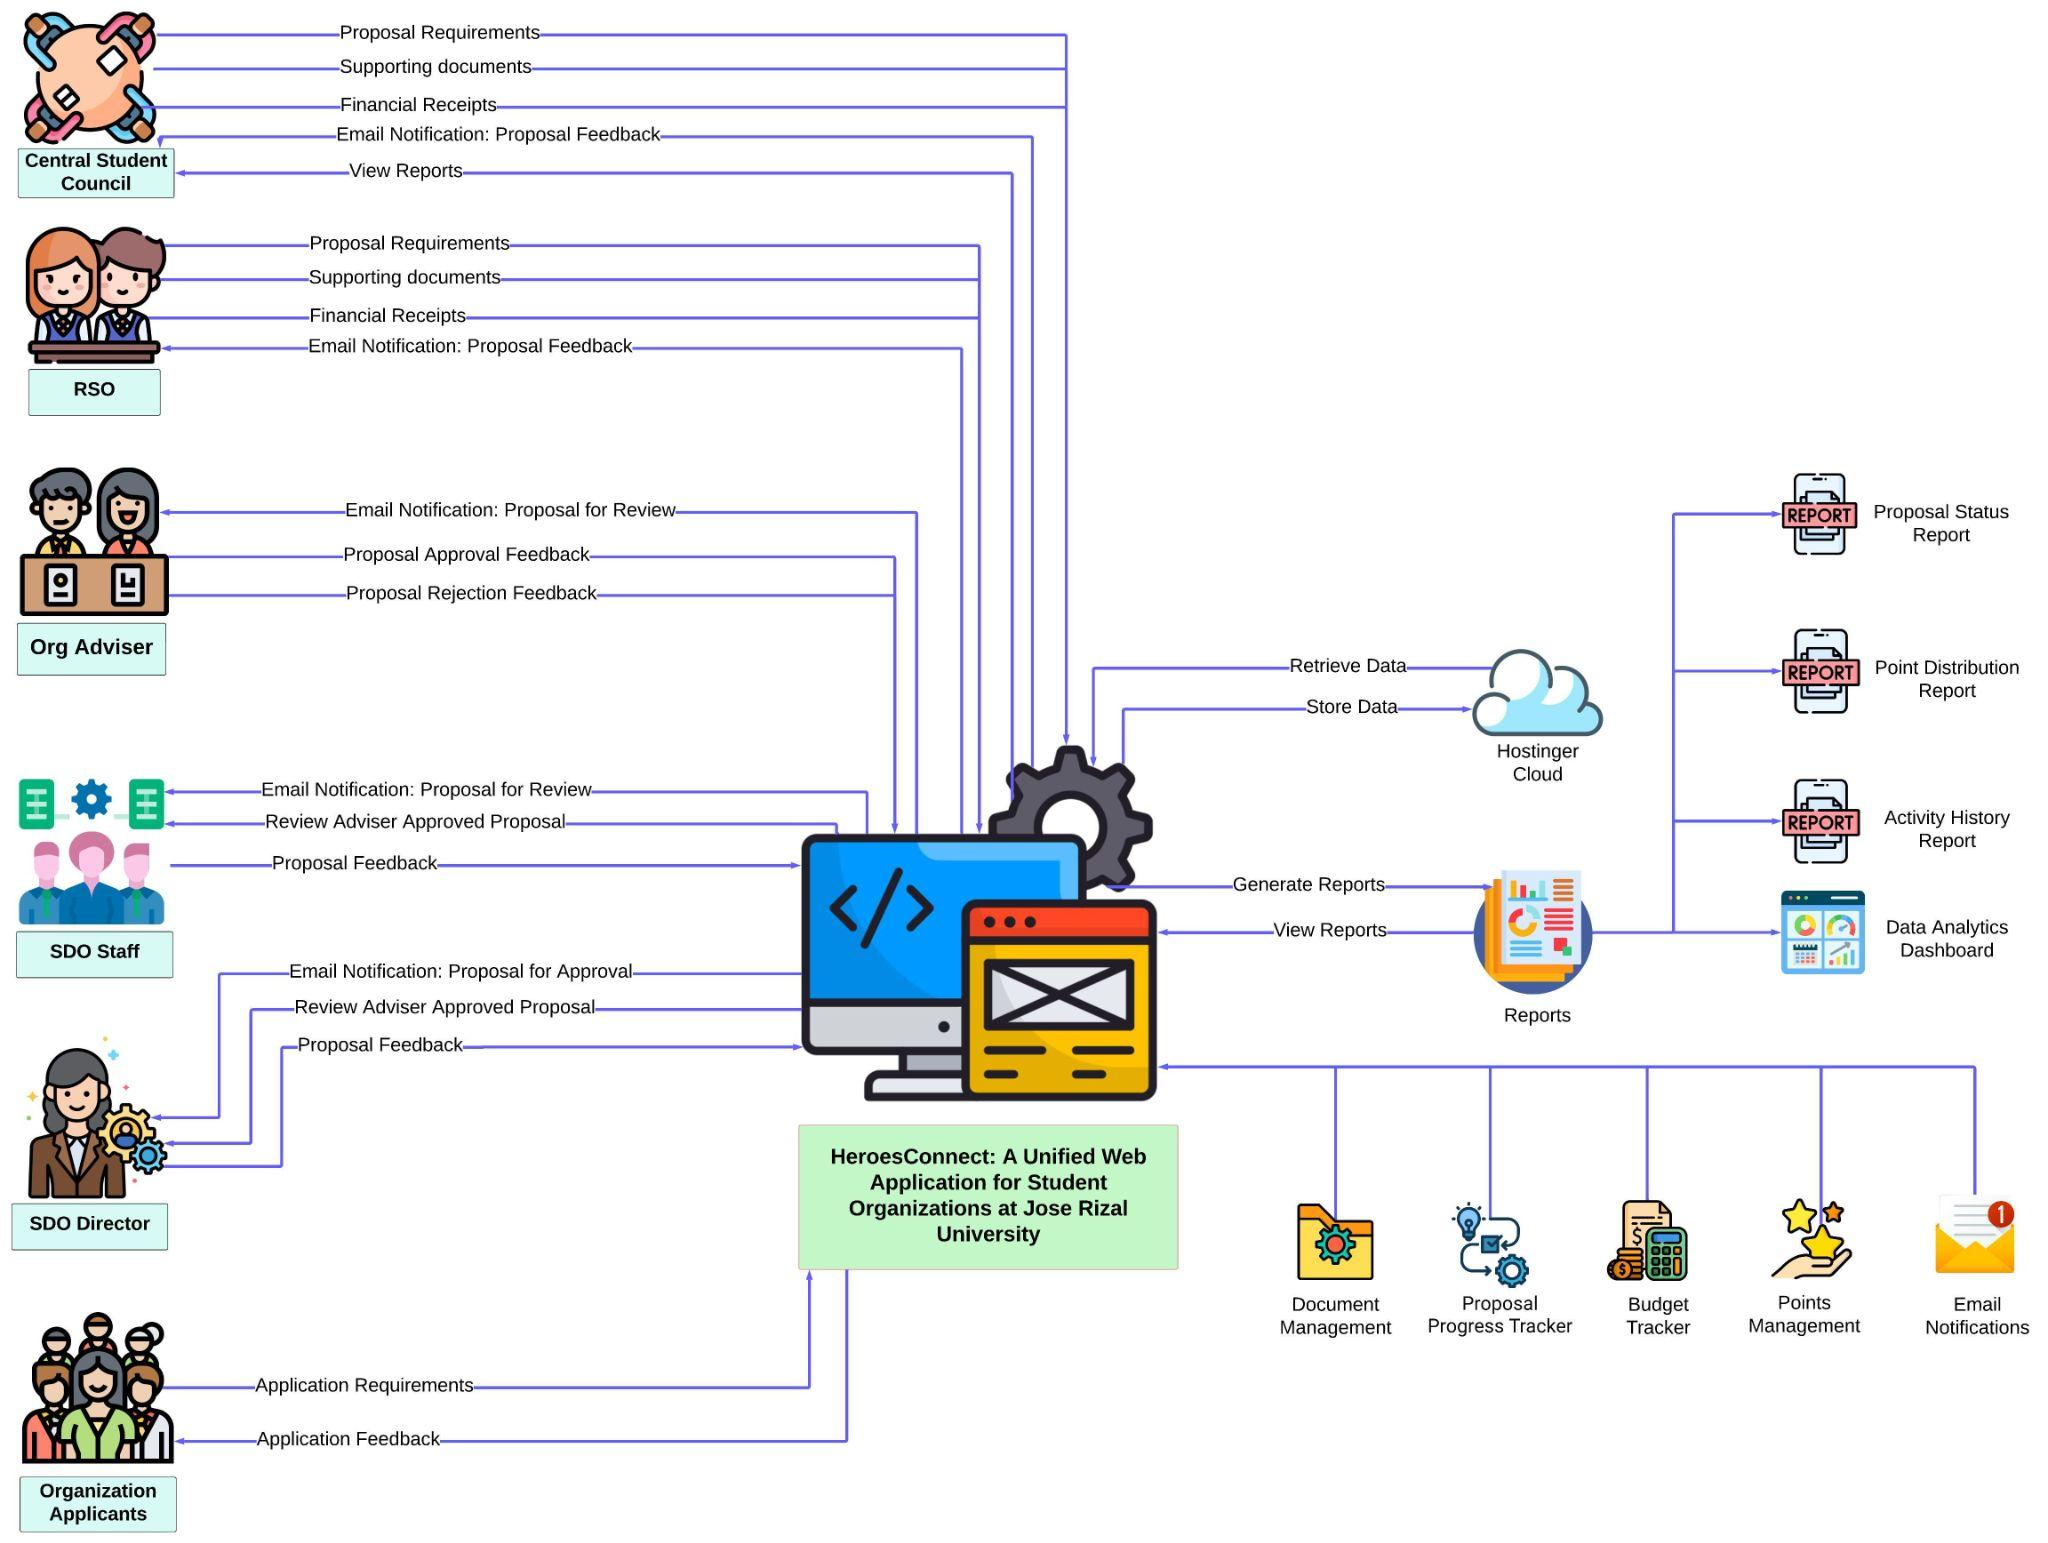 Proposal Requirements
Supporting documents
Financial Receipts
Email Notification: Proposal Feedback
View Reports
Central Student
Council
Proposal Requirements
Supporting documents
Financial Receipts
Email Notification: Proposal Feedback
RSO
Email Notification: Proposal for Review
Proposal Approval Feedback
Proposal Rejection Feedback
Org Adviser
Email Notification: Proposal for Review
Review Adviser Approved Proposal
Proposal Feedback
SDO Staff
Email Notification: Proposal for Approval
Review Adviser Approved Proposal
Proposal Feedback
SDO Director
Application Requirements
Application Feedback
Organization
Applicants
HeroesConnect: A Unified Web
Application for Student
Organizations at Jose Rizal
University
Retrieve Data
Store Data
Hostinger
Cloud
Generate Reports
View Reports
Reports
REPORT
Proposal Status
Report
REPORT
Point Distribution
Report
REPORT
Activity History
Report
Data Analytics
Dashboard
Document
Management
Proposal
Progress Tracker
$
$
Budget
Tracker
Points
Management
1
Email
Notifications